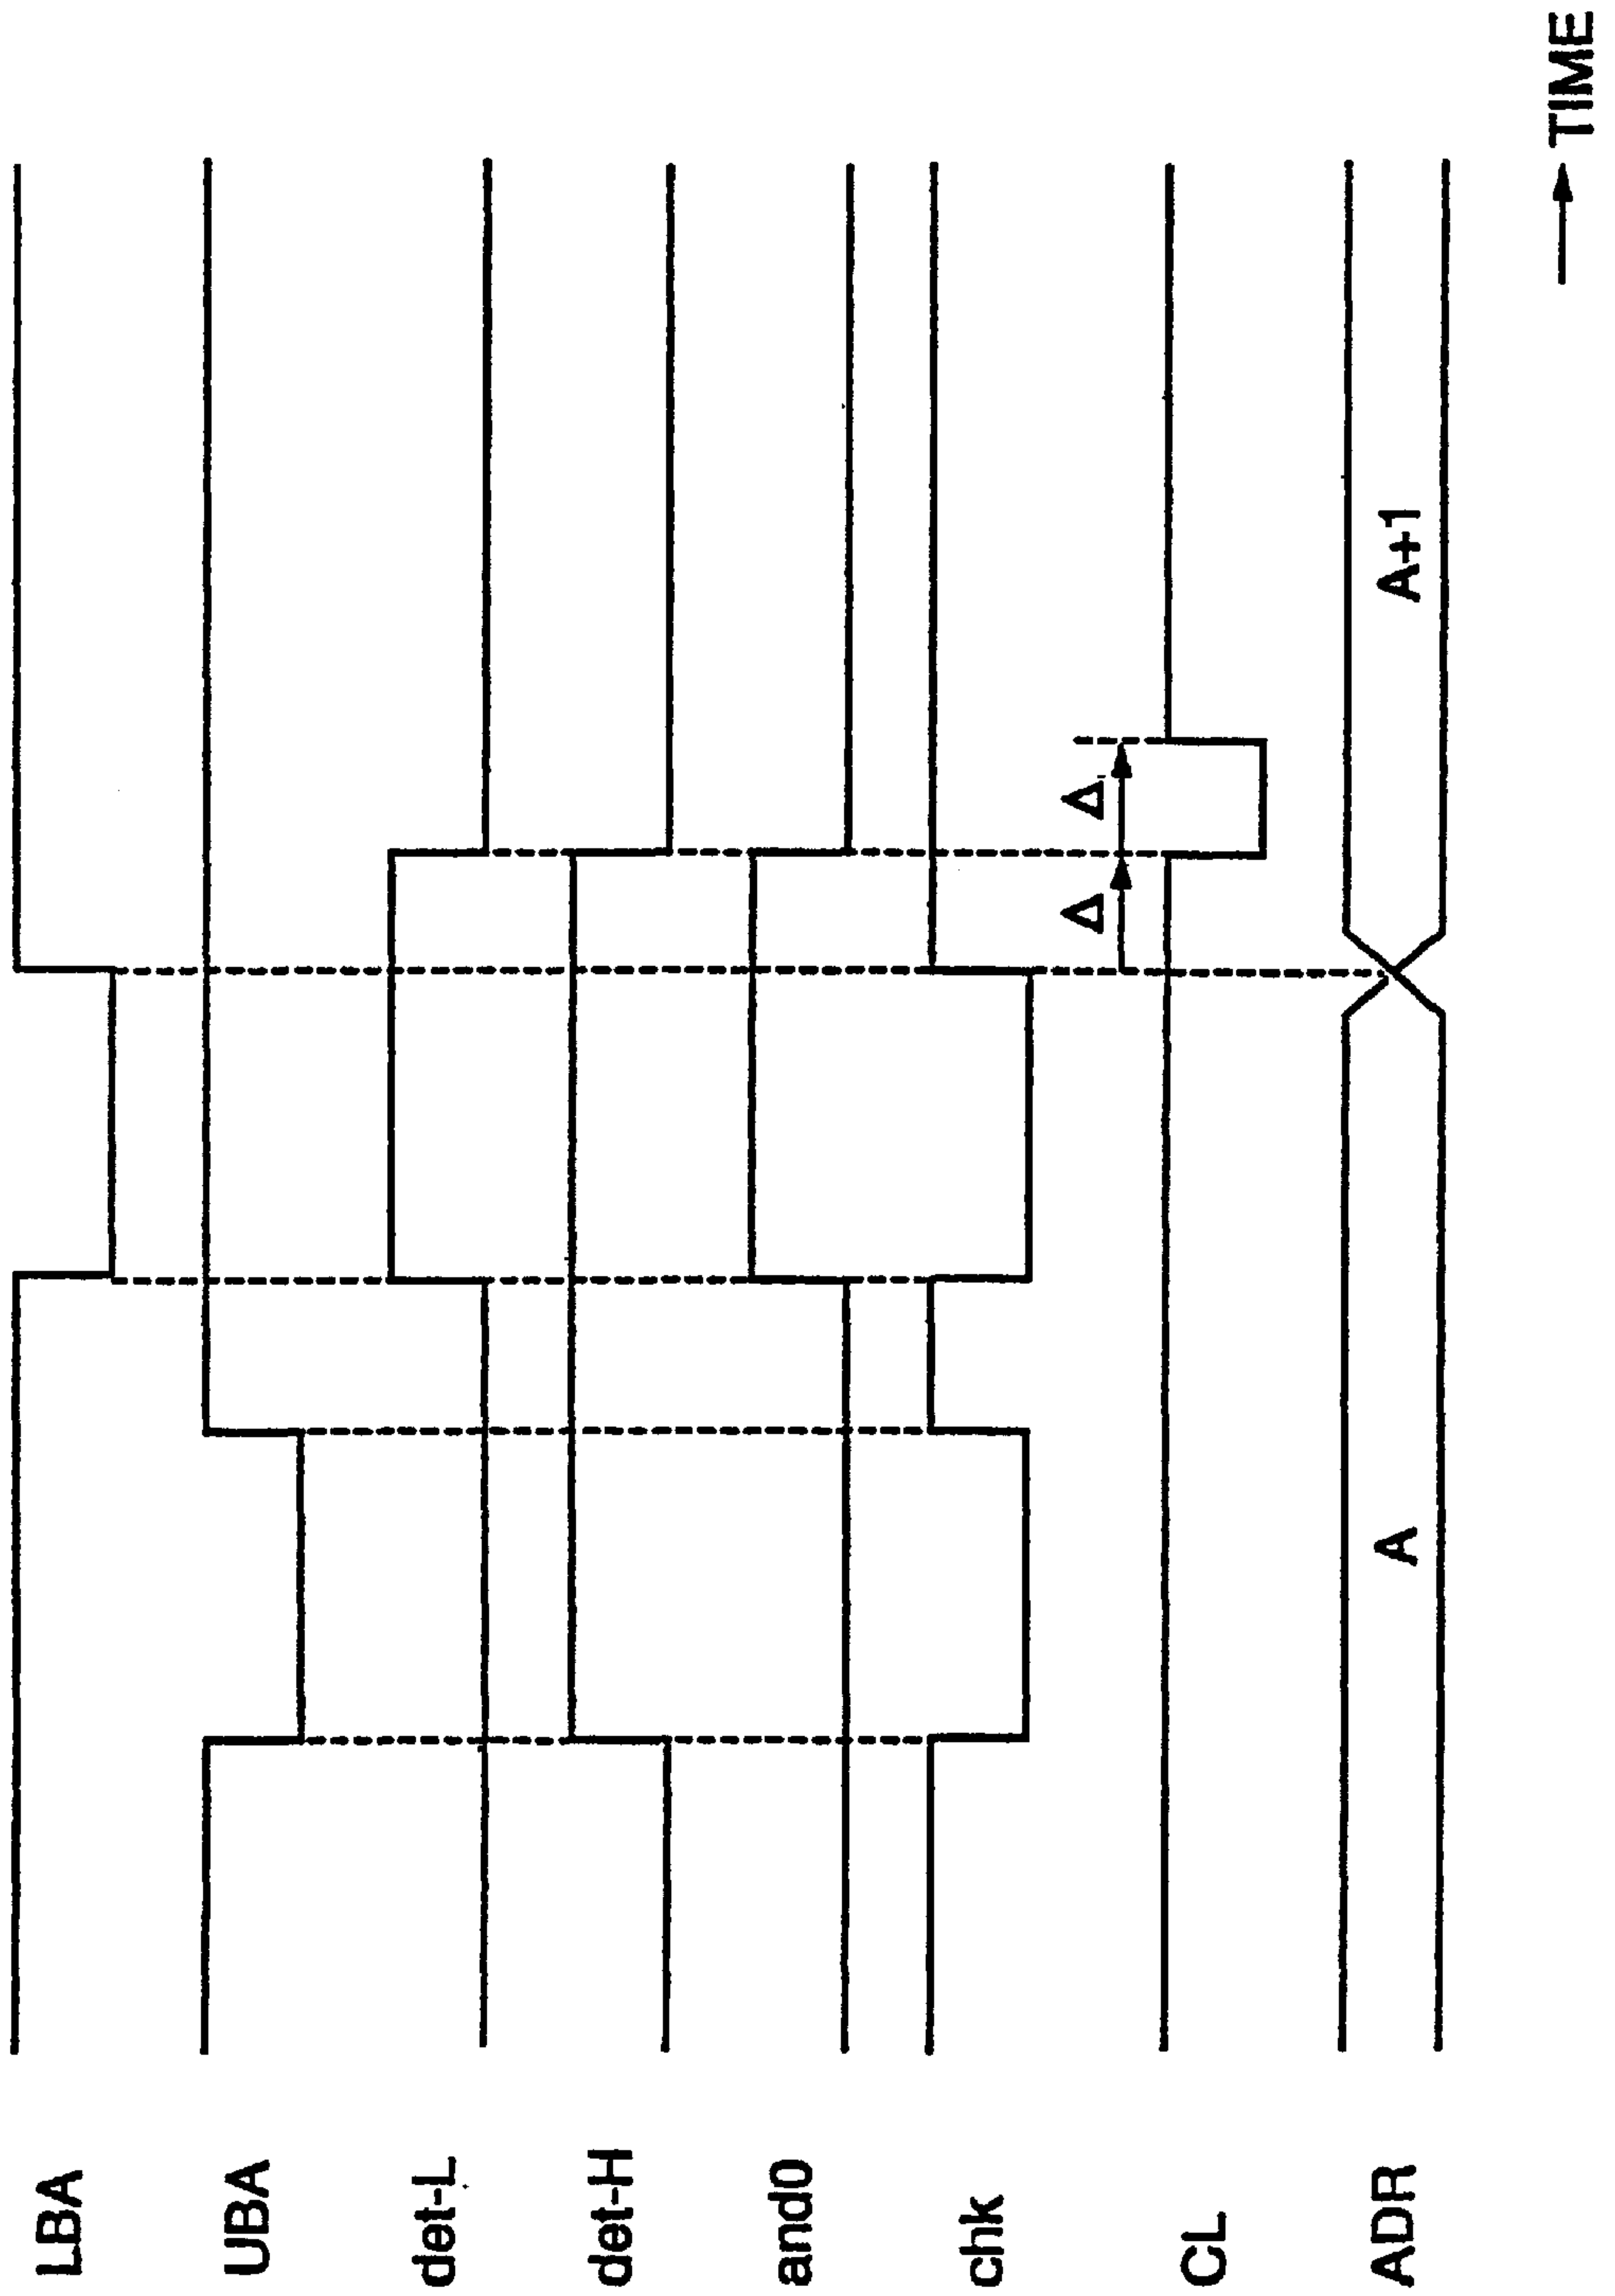 LBA
UBA
det-L
det-H
and0
chk
Δ Δ
CL
ADR A A+1
TIME